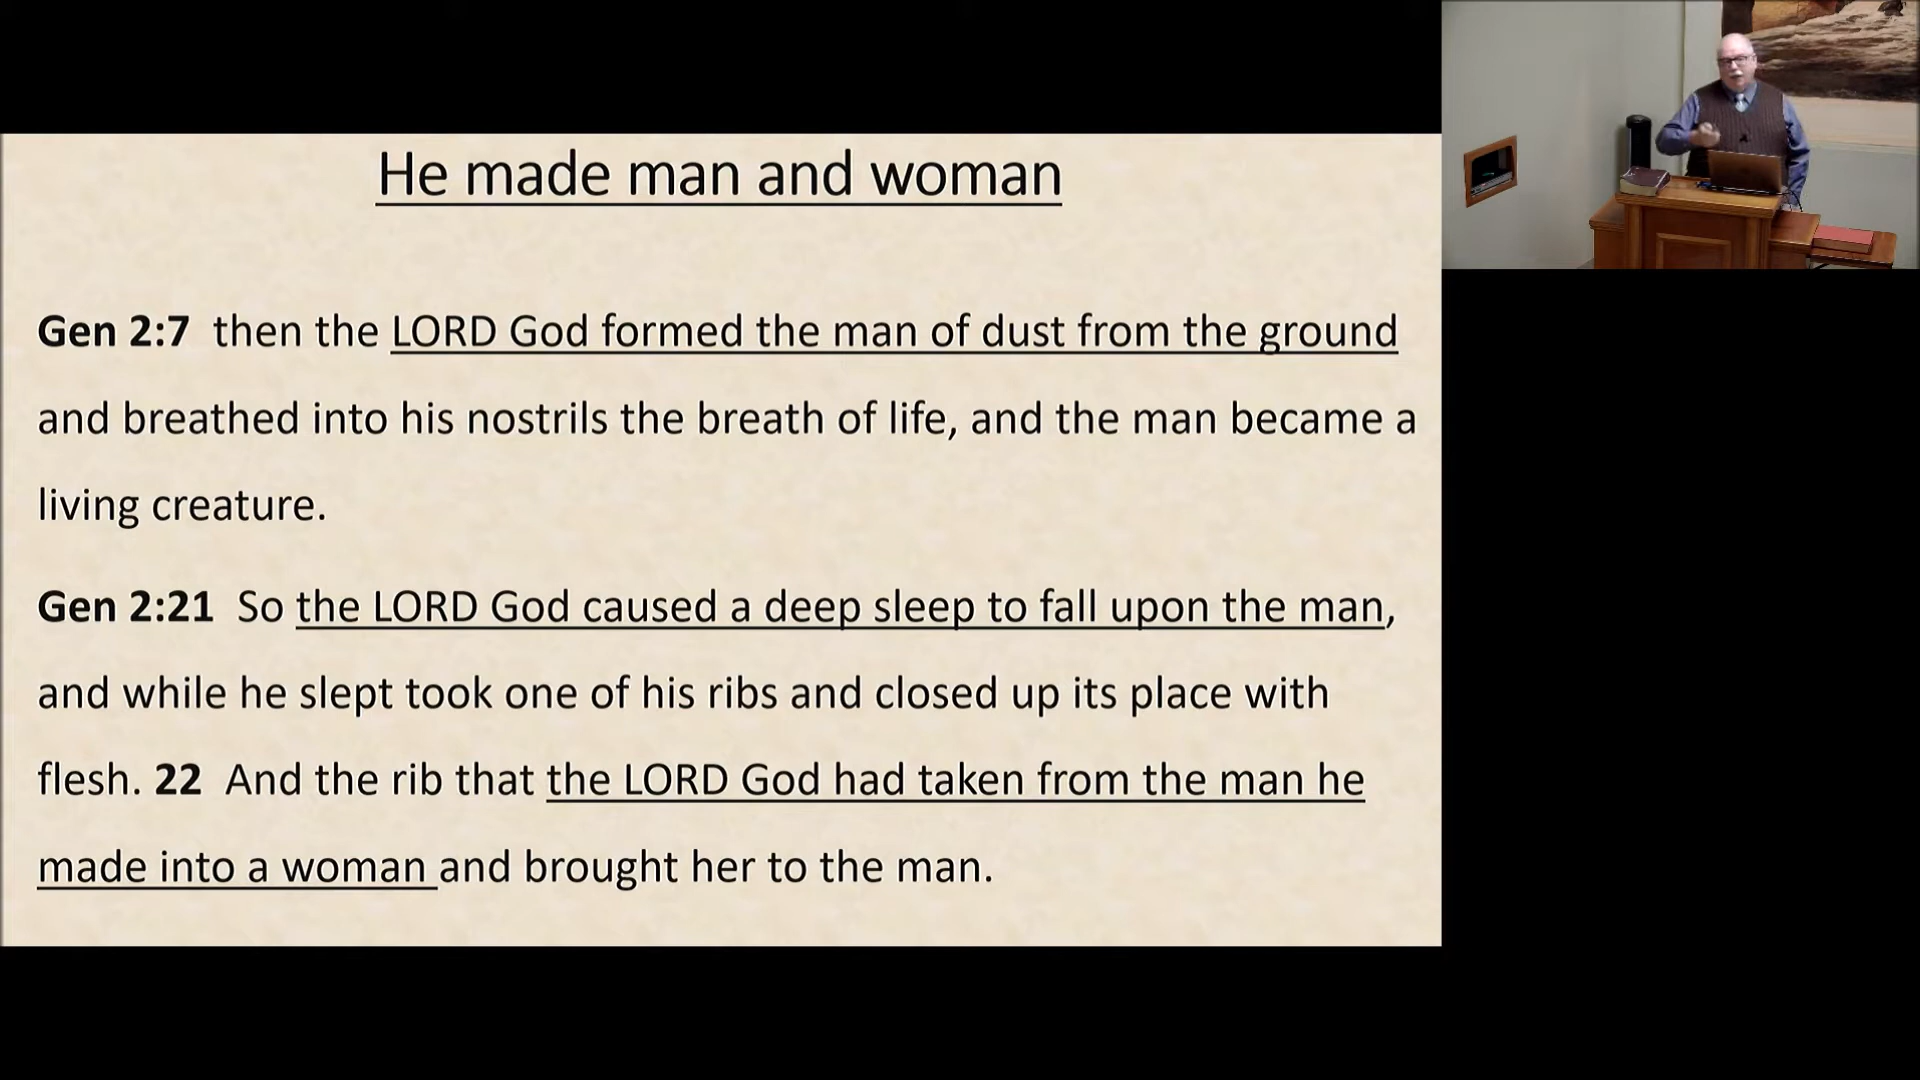 He made man and woman
Gen 2:7 then the LORD God formed the man of dust from the ground
and breathed into his nostrils the breath of life, and the man became a
living creature.
Gen 2:21 So the LORD God caused a deep sleep to fall upon the man,
and while he slept took one of his ribs and closed up its place with
flesh. 22 And the rib that the LORD God had taken from the man he
made into a woman and brought her to the man.